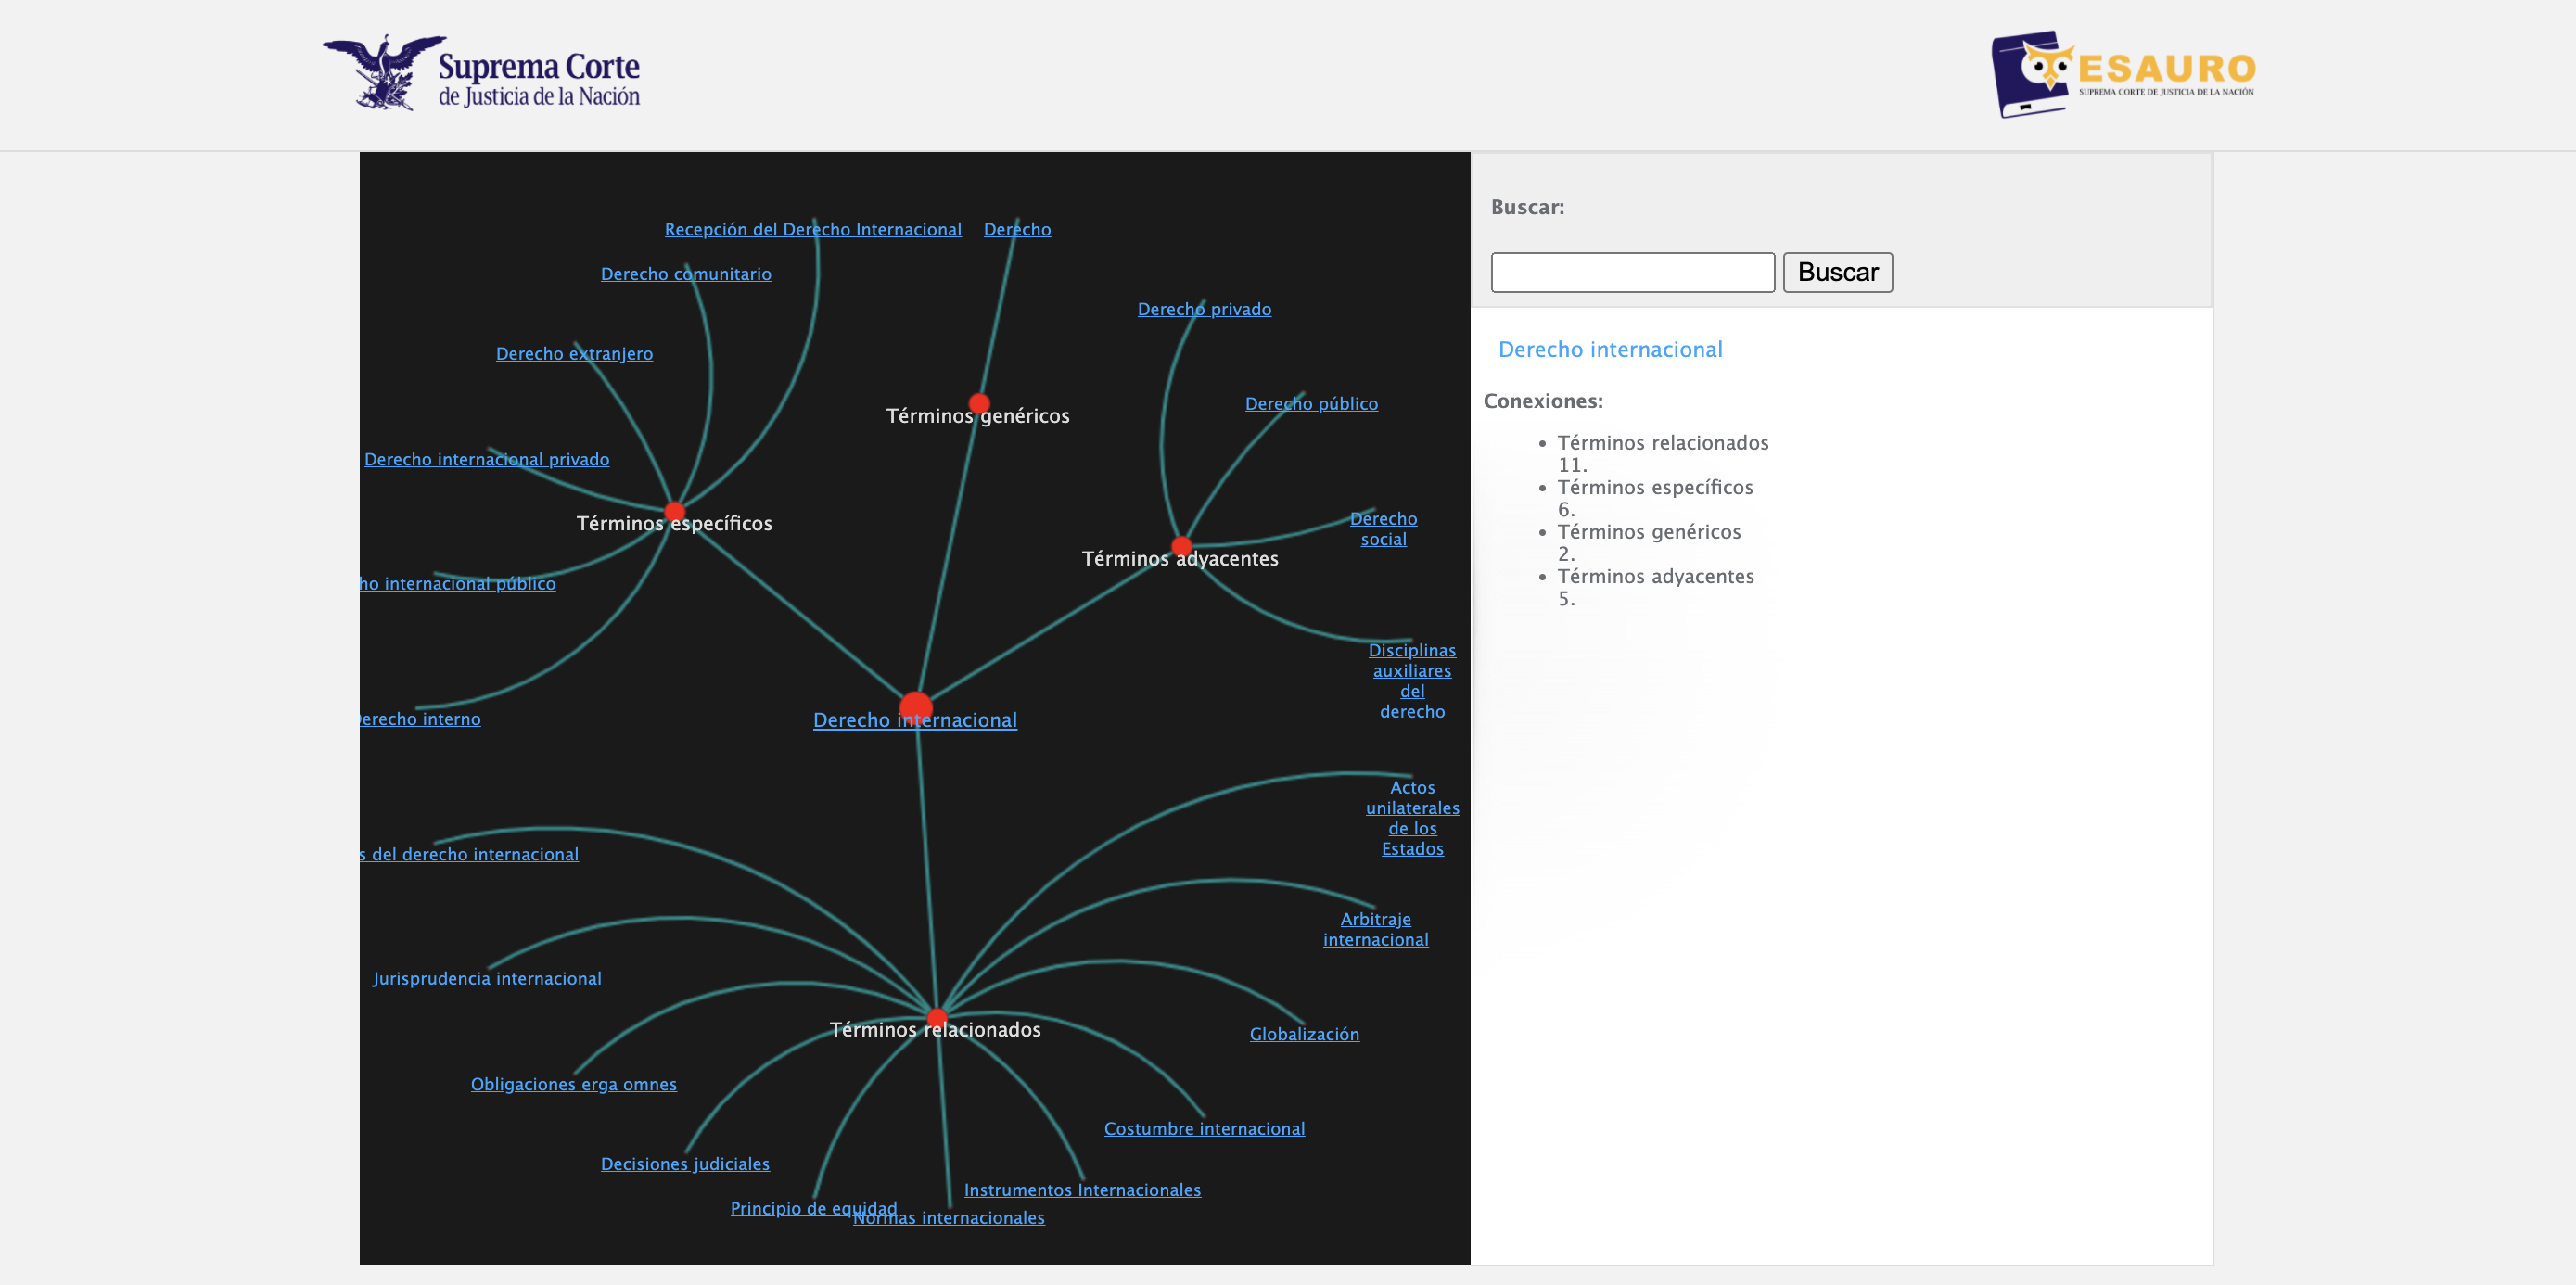 Suprema Corte
de Justicia de la Nación
ESAURO
SUPREMA CORTE DE JUSTICIA DE LA NACIÓN
Recepción del Derecho Internacional
Derecho
Derecho comunitario
Derecho privado
Derecho extranjero
Derecho público
Términos genéricos
Derecho internacional privado
Términos específicos
Derecho
social
Términos adyacentes
ho internacional público
Disciplinas
auxiliares
del
derecho
erecho interno
Derecho internacional
Actos
unilaterales
de los
Estados
s del derecho internacional
Arbitraje
internacional
Jurisprudencia internacional
Términos relacionados
Globalización
Obligaciones erga omnes
Costumbre internacional
Decisiones judiciales
Instrumentos Internacionales
Principio de equidad
Normas internacionales
Buscar:
Buscar
Derecho internacional
Conexiones:
• Términos relacionados
11.
• Términos específicos
6.
• Términos genéricos
2.
• Términos adyacentes
5.